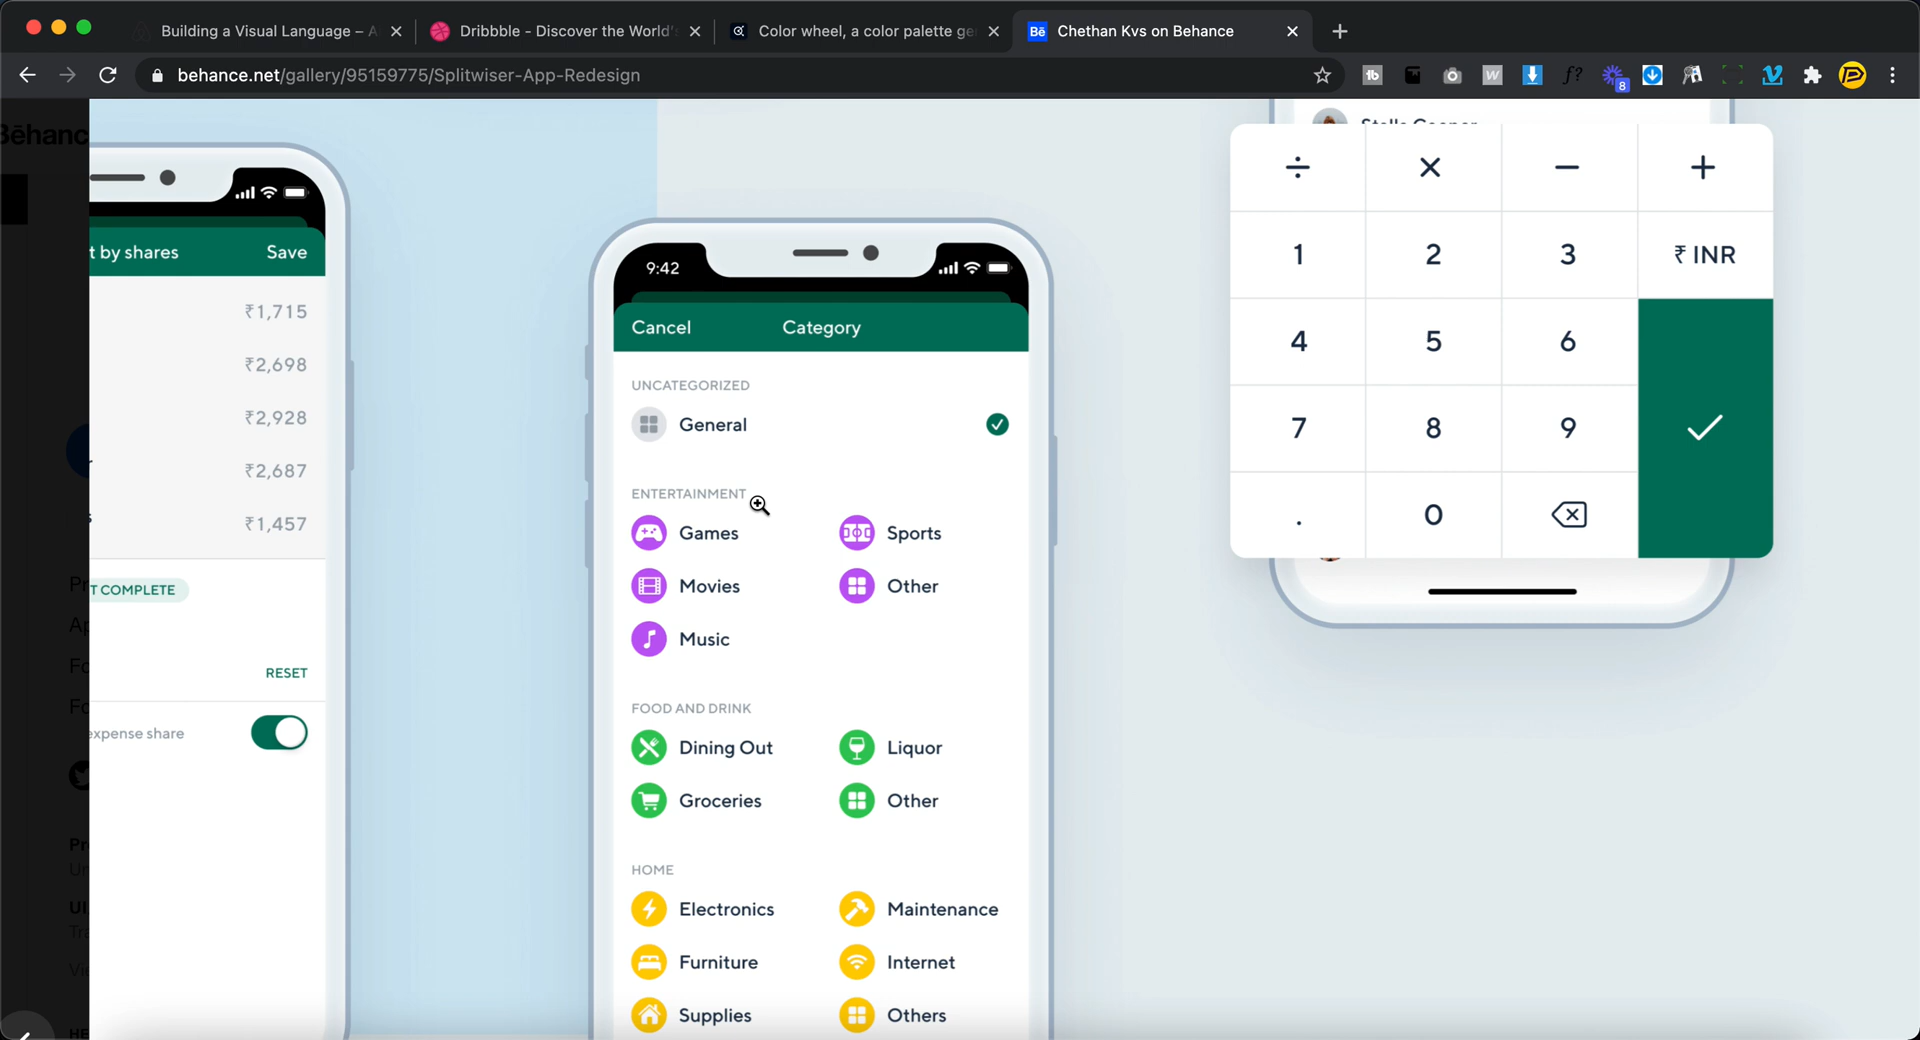 Building a Visual Language – A
Dribbble - Discover the World's
Color wheel, a color palette ge
Bē Chethan Kvs on Behance
behance.net/gallery/95159775/Splitwiser-App-Redesign
8
Bēhanc
t by shares Save
₹1,715
₹2,698
₹2,928
₹2,687
₹1,457
T COMPLETE
RESET
expense share
9:42
Cancel Category
UNCATEGORIZED
General
ENTERTAINMENT
Games Sports
Movies Other
Music
FOOD AND DRINK
Dining Out Liquor
Groceries Other
HOME
Electronics Maintenance
Furniture Internet
Supplies Others
÷ × − +
1 2 3 ₹ INR
4 5 6
7 8 9
. 0